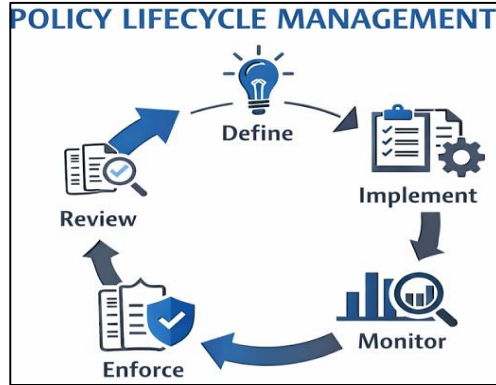 POLICY LIFECYCLE MANAGEMENT
Define
Implement
Monitor
Enforce
Review